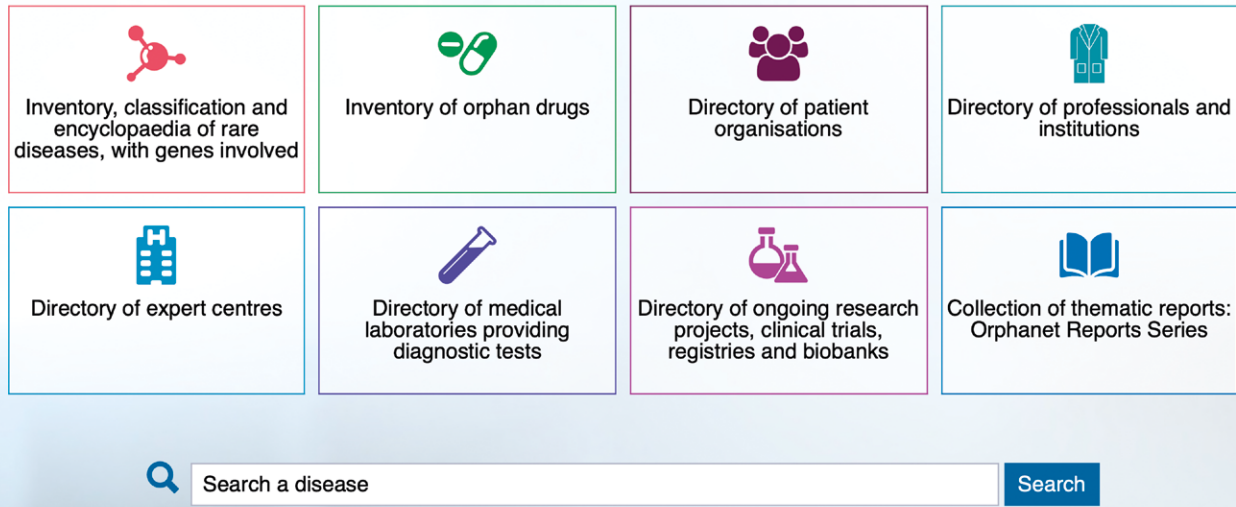 Inventory, classification and
encyclopaedia of rare
diseases, with genes involved
Inventory of orphan drugs
Directory of patient
organisations
Directory of professionals and
institutions
H
Directory of expert centres
Directory of medical
laboratories providing
diagnostic tests
Directory of ongoing research
projects, clinical trials,
registries and biobanks
Collection of thematic reports:
Orphanet Reports Series
Search a disease
Search